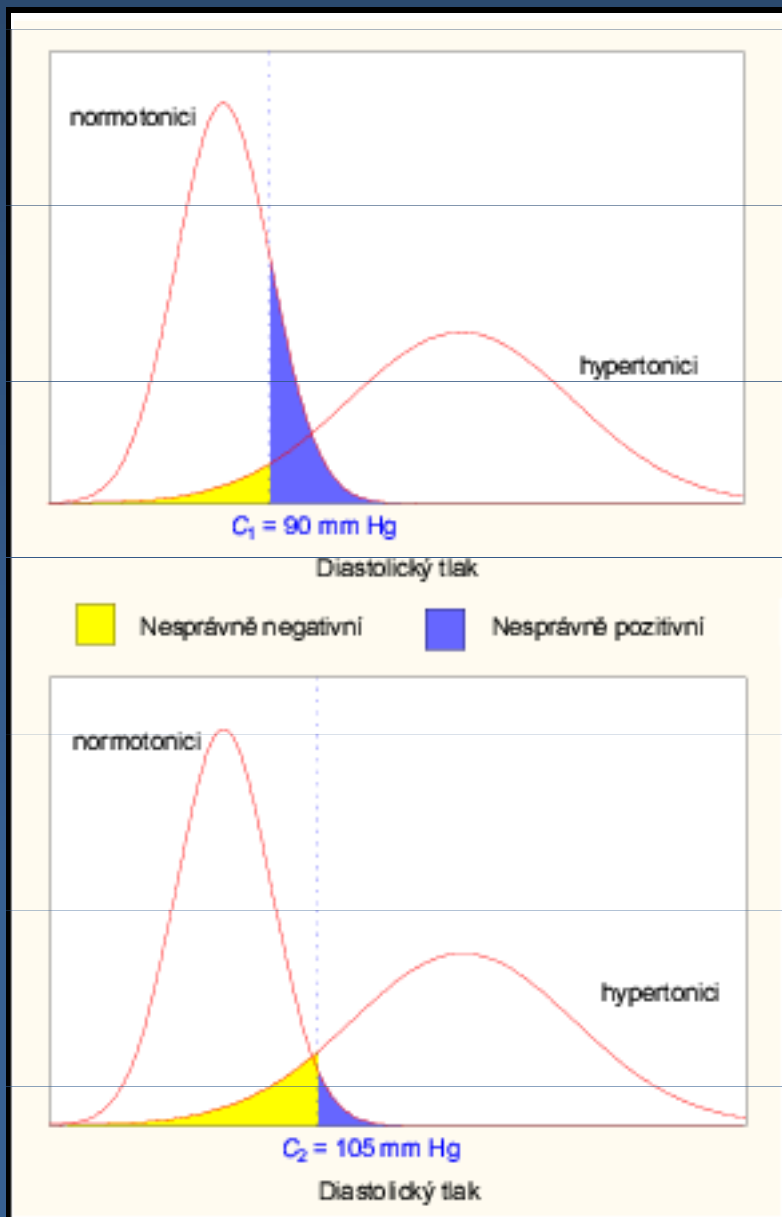 normotonici
hypertonici
C₁ = 90 mm Hg
Diastolický tlak
Nesprávně negativní
Nesprávně pozitivní
normotonici
hypertonici
C₂ = 105 mm Hg
Diastolický tlak